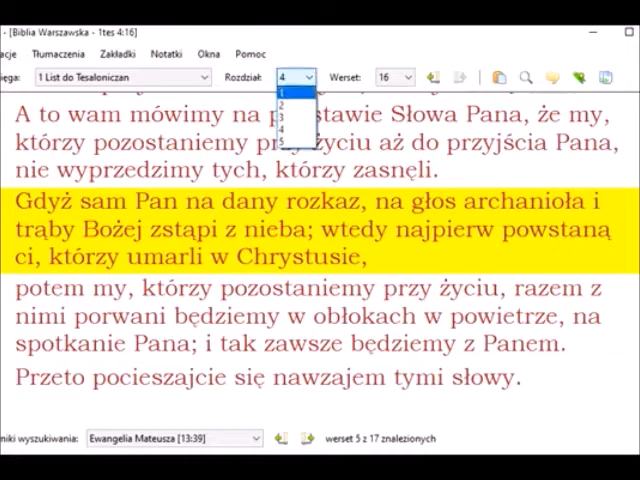 - [Biblia Warszawska - 1tes 4:16]
acje Tłumaczenia Zakładki Notatki Okna Pomoc
ięga: 1 List do Tesaloniczan Rozdział: 4 Werset: 16
1
2
3
4
5
A to wam mówimy na p stawie Słowa Pana, że my,
którzy pozostaniemy prz życiu aż do przyjścia Pana,
nie wyprzedzimy tych, którzy zasnęli.
Gdyż sam Pan na dany rozkaz, na głos archanioła i
trąby Bożej zstąpi z nieba; wtedy najpierw powstaną
ci, którzy umarli w Chrystusie,
potem my, którzy pozostaniemy przy życiu, razem z
nimi porwani będziemy w obłokach w powietrze, na
spotkanie Pana; i tak zawsze będziemy z Panem.
Przeto pocieszajcie się nawzajem tymi słowy.
niki wyszukiwania: Ewangelia Mateusza [13:39] werset 5 z 17 znalezionych